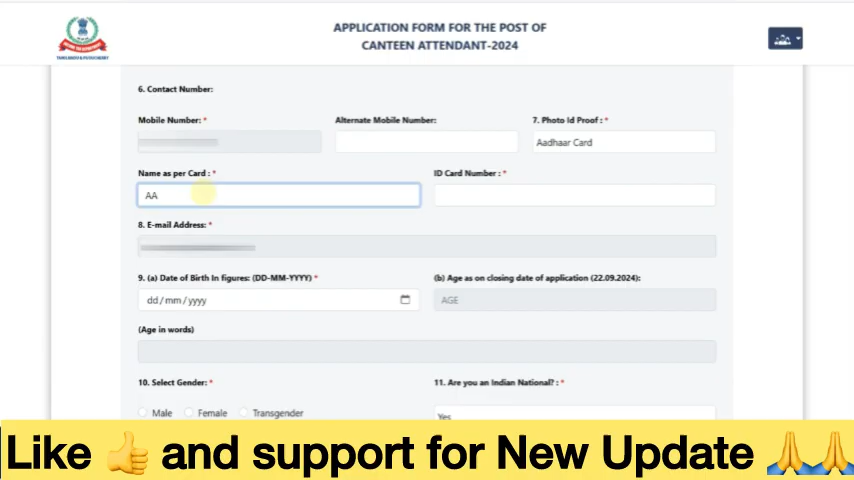 APPLICATION FORM FOR THE POST OF
CANTEEN ATTENDANT-2024
6. Contact Number:
Mobile Number: * Alternate Mobile Number: 7. Photo Id Proof : *
Aadhaar Card
Name as per Card : * ID Card Number : *
AA
8. E-mail Address: *
9. (a) Date of Birth In figures: (DD-MM-YYYY) * (b) Age as on closing date of application (22.09.2024):
dd/mm/yyyy AGE
(Age in words)
10. Select Gender: * 11. Are you an Indian National? : *
Male Female Transgender Yes
Like 👍 and support for New Update 🙏🙏